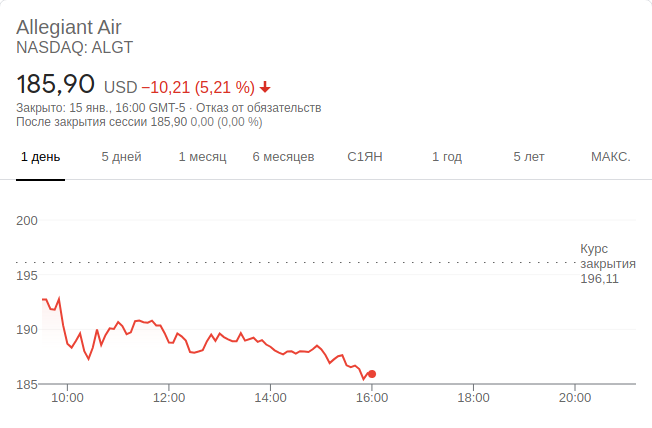 Allegiant Air
NASDAQ: ALGT
185,90 USD −10,21 (5,21 %)
Закрыто: 15 янв., 16:00 GMT-5 · Отказ от обязательств
После закрытия сессии 185,90 0,00 (0,00 %)
1 день 5 дней 1 месяц 6 месяцев С1ЯН 1 год 5 лет МАКС.
200
Курс
закрытия
196,11
195
190
185
10:00 12:00 14:00 16:00 18:00 20:00